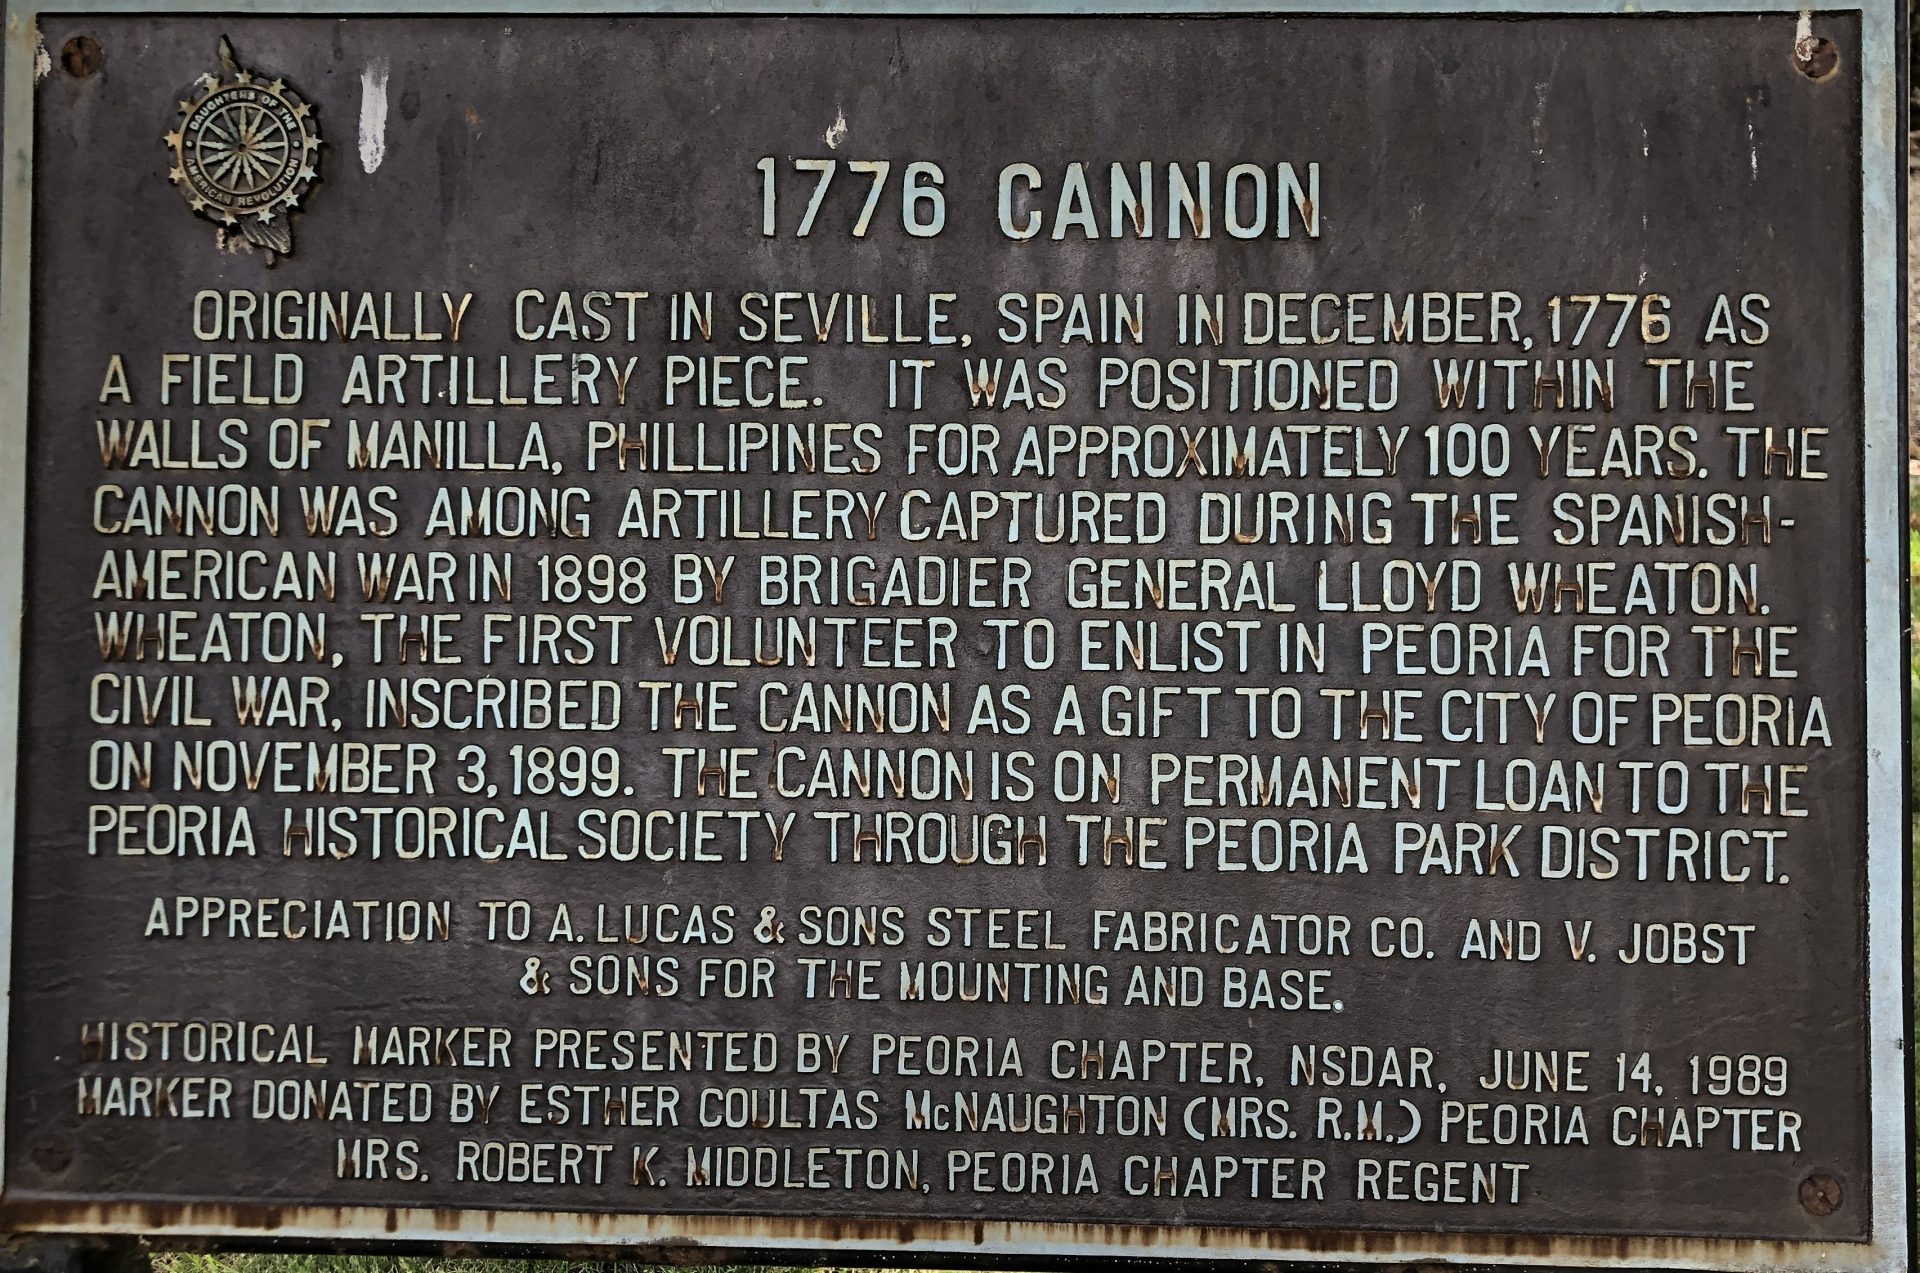 DAUGHTERS OF THE
AMERICAN REVOLUTION
1776 CANNON
ORIGINALLY CAST IN SEVILLE, SPAIN IN DECEMBER, 1776 AS
A FIELD ARTILLERY PIECE. IT WAS POSITIONED WITHIN THE
WALLS OF MANILLA, PHILLIPINES FOR APPROXIMATELY 100 YEARS. THE
CANNON WAS AMONG ARTILLERY CAPTURED DURING THE SPANISH-
AMERICAN WAR IN 1898 BY BRIGADIER GENERAL LLOYD WHEATON.
WHEATON, THE FIRST VOLUNTEER TO ENLIST IN PEORIA FOR THE
CIVIL WAR, INSCRIBED THE CANNON AS A GIFT TO THE CITY OF PEORIA
ON NOVEMBER 3, 1899. THE CANNON IS ON PERMANENT LOAN TO THE
PEORIA HISTORICAL SOCIETY THROUGH THE PEORIA PARK DISTRICT.
APPRECIATION TO A. LUCAS & SONS STEEL FABRICATOR CO. AND V. JOBST
& SONS FOR THE MOUNTING AND BASE.
HISTORICAL MARKER PRESENTED BY PEORIA CHAPTER, NSDAR, JUNE 14, 1989
MARKER DONATED BY ESTHER COULTAS McNAUGHTON (MRS. R.M.) PEORIA CHAPTER
MRS. ROBERT K. MIDDLETON, PEORIA CHAPTER REGENT